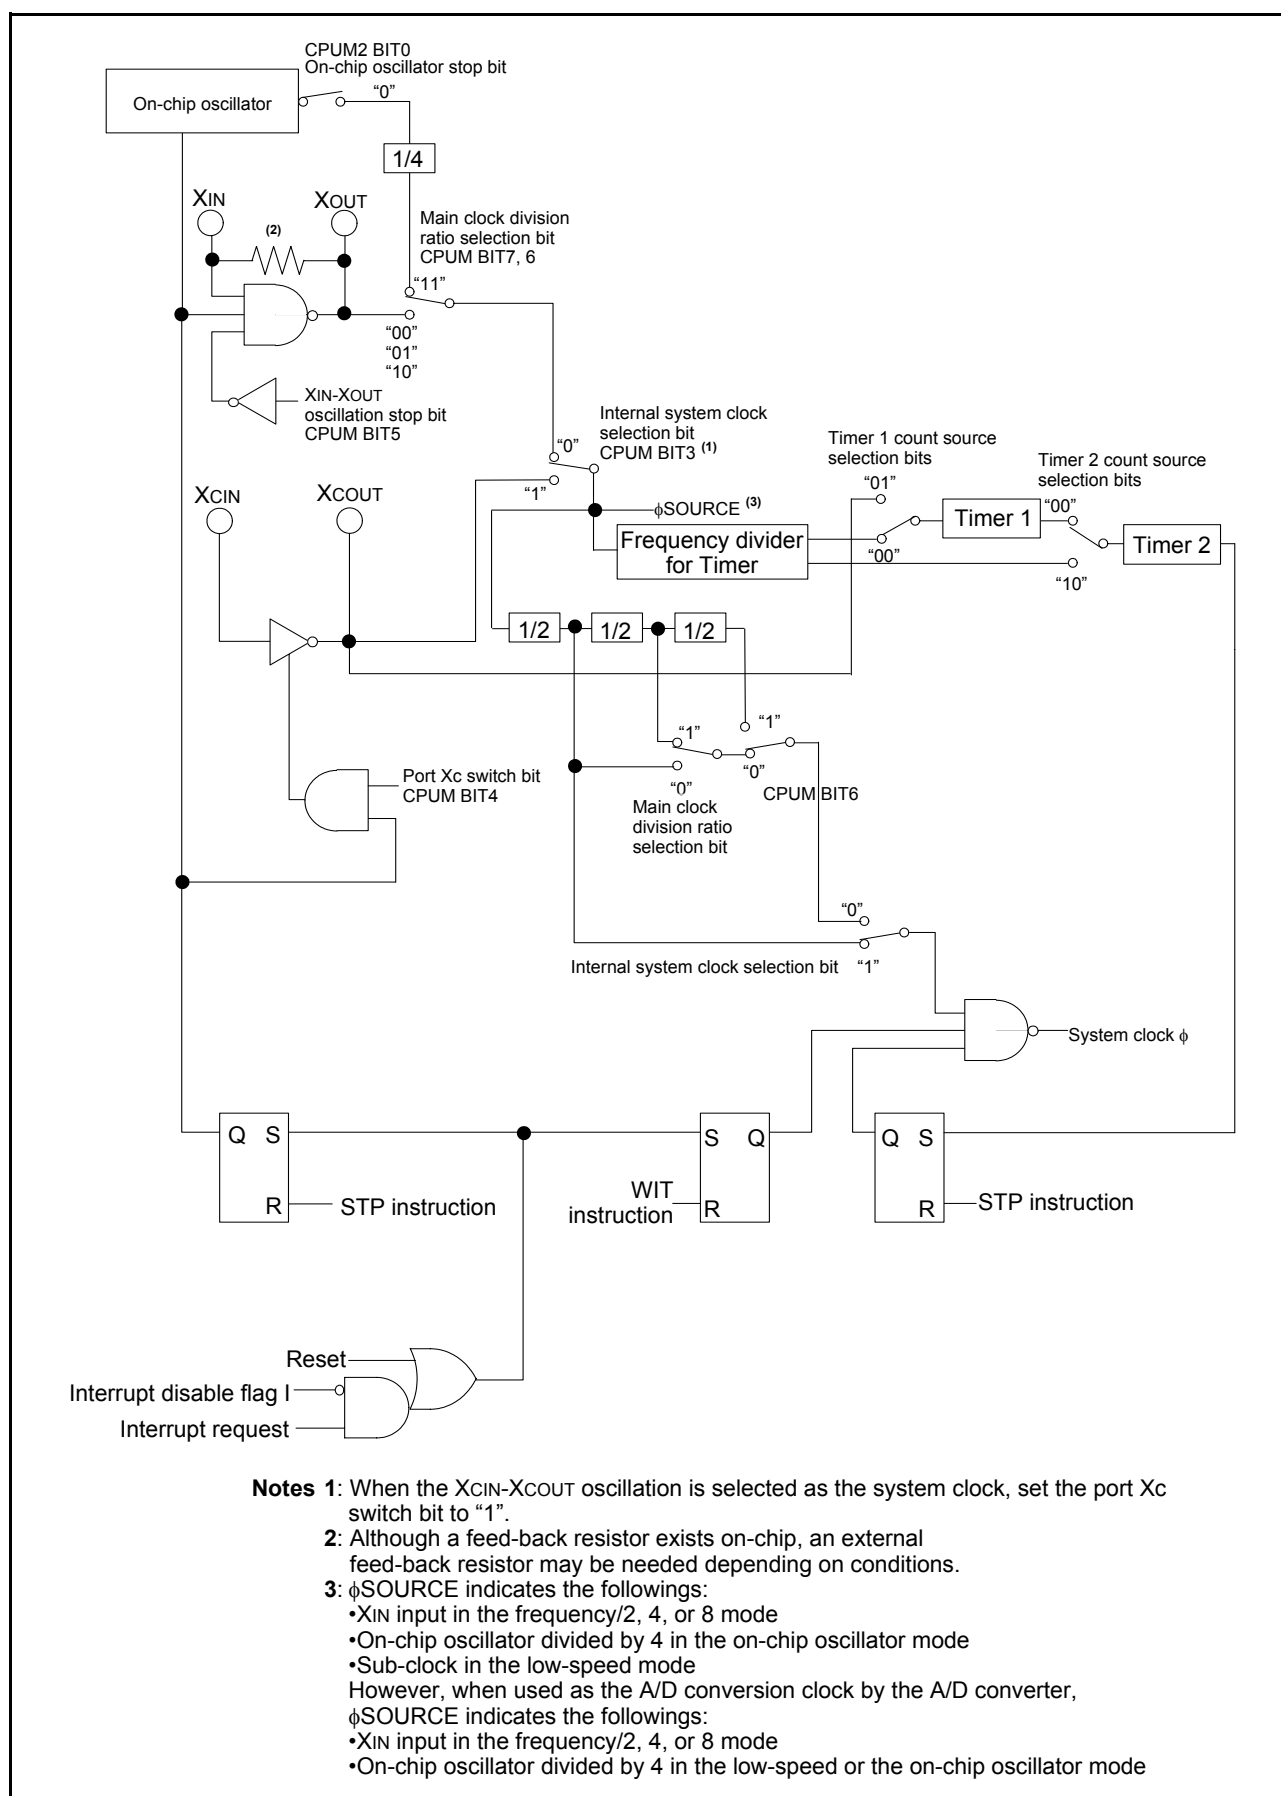 CPUM2 BIT0
On-chip oscillator stop bit
“0”
On-chip oscillator
1/4
XIN
XOUT
(2)
Main clock division
ratio selection bit
CPUM BIT7, 6
“11”
“00”
“01”
“10”
XIN-XOUT
oscillation stop bit
CPUM BIT5
Internal system clock
selection bit
CPUM BIT3 (1)
“0”
“1”
Timer 1 count source
selection bits
“01”
Timer 2 count source
selection bits
“00”
XCIN
XCOUT
ϕSOURCE (3)
Frequency divider
for Timer
“00”
Timer 1
Timer 2
“10”
1/2
1/2
1/2
“1”
“1”
“0”
“0”
CPUM BIT6
Main clock
division ratio
selection bit
Port Xc switch bit
CPUM BIT4
“0”
Internal system clock selection bit “1”
System clock ϕ
Q S
R
STP instruction
S Q
R
WIT
instruction
Q S
R
STP instruction
Reset
Interrupt disable flag I
Interrupt request
Notes 1: When the XCIN-XCOUT oscillation is selected as the system clock, set the port Xc
switch bit to “1”.
2: Although a feed-back resistor exists on-chip, an external
feed-back resistor may be needed depending on conditions.
3: ϕSOURCE indicates the followings:
•XIN input in the frequency/2, 4, or 8 mode
•On-chip oscillator divided by 4 in the on-chip oscillator mode
•Sub-clock in the low-speed mode
However, when used as the A/D conversion clock by the A/D converter,
ϕSOURCE indicates the followings:
•XIN input in the frequency/2, 4, or 8 mode
•On-chip oscillator divided by 4 in the low-speed or the on-chip oscillator mode